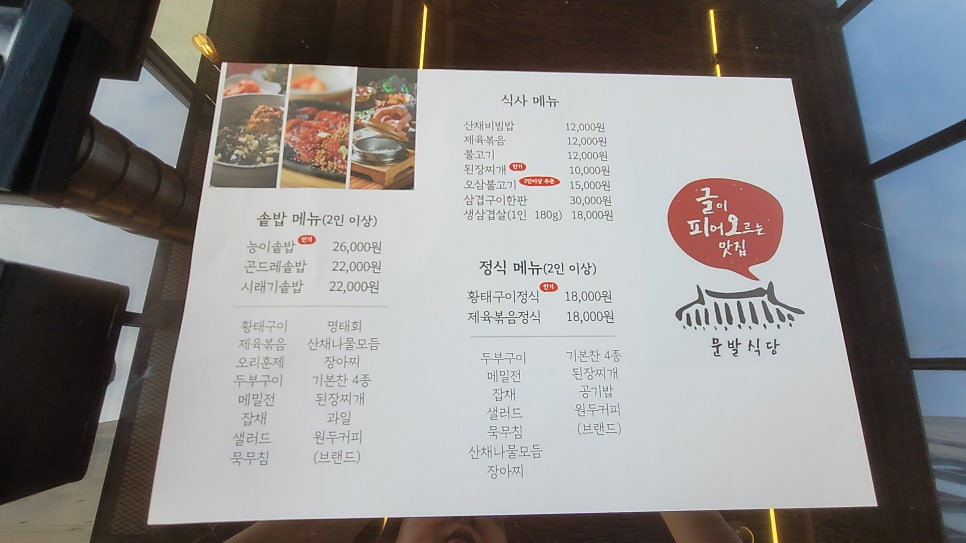 솥밥 메뉴(2인 이상)
능이솥밥 인기 26,000원
곤드레솥밥 22,000원
시래기솥밥 22,000원
황태구이 명태회
제육볶음 산채나물모듬
오리훈제 장아찌
두부구이 기본찬 4종
메밀전 된장찌개
잡채 과일
샐러드 원두커피
묵무침 (브랜드)
식사 메뉴
산채비빔밥 12,000원
제육볶음 12,000원
불고기 12,000원
된장찌개 인기 10,000원
오삼불고기 2인이상 주문 15,000원
삼겹구이한판 30,000원
생삼겹살(1인 180g) 18,000원
정식 메뉴(2인 이상)
황태구이정식 인기 18,000원
제육볶음정식 18,000원
두부구이 기본찬 4종
메밀전 된장찌개
잡채 공기밥
샐러드 원두커피
묵무침 (브랜드)
산채나물모듬
장아찌
글이
피어오르는
맛집
문발식당